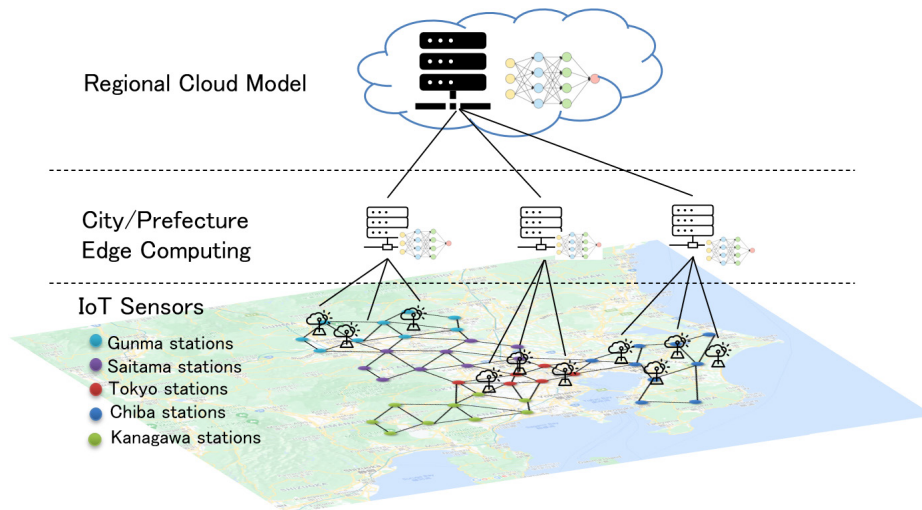 Regional Cloud Model
City/Prefecture
Edge Computing
IoT Sensors
Gunma stations
Saitama stations
Tokyo stations
Chiba stations
Kanagawa stations